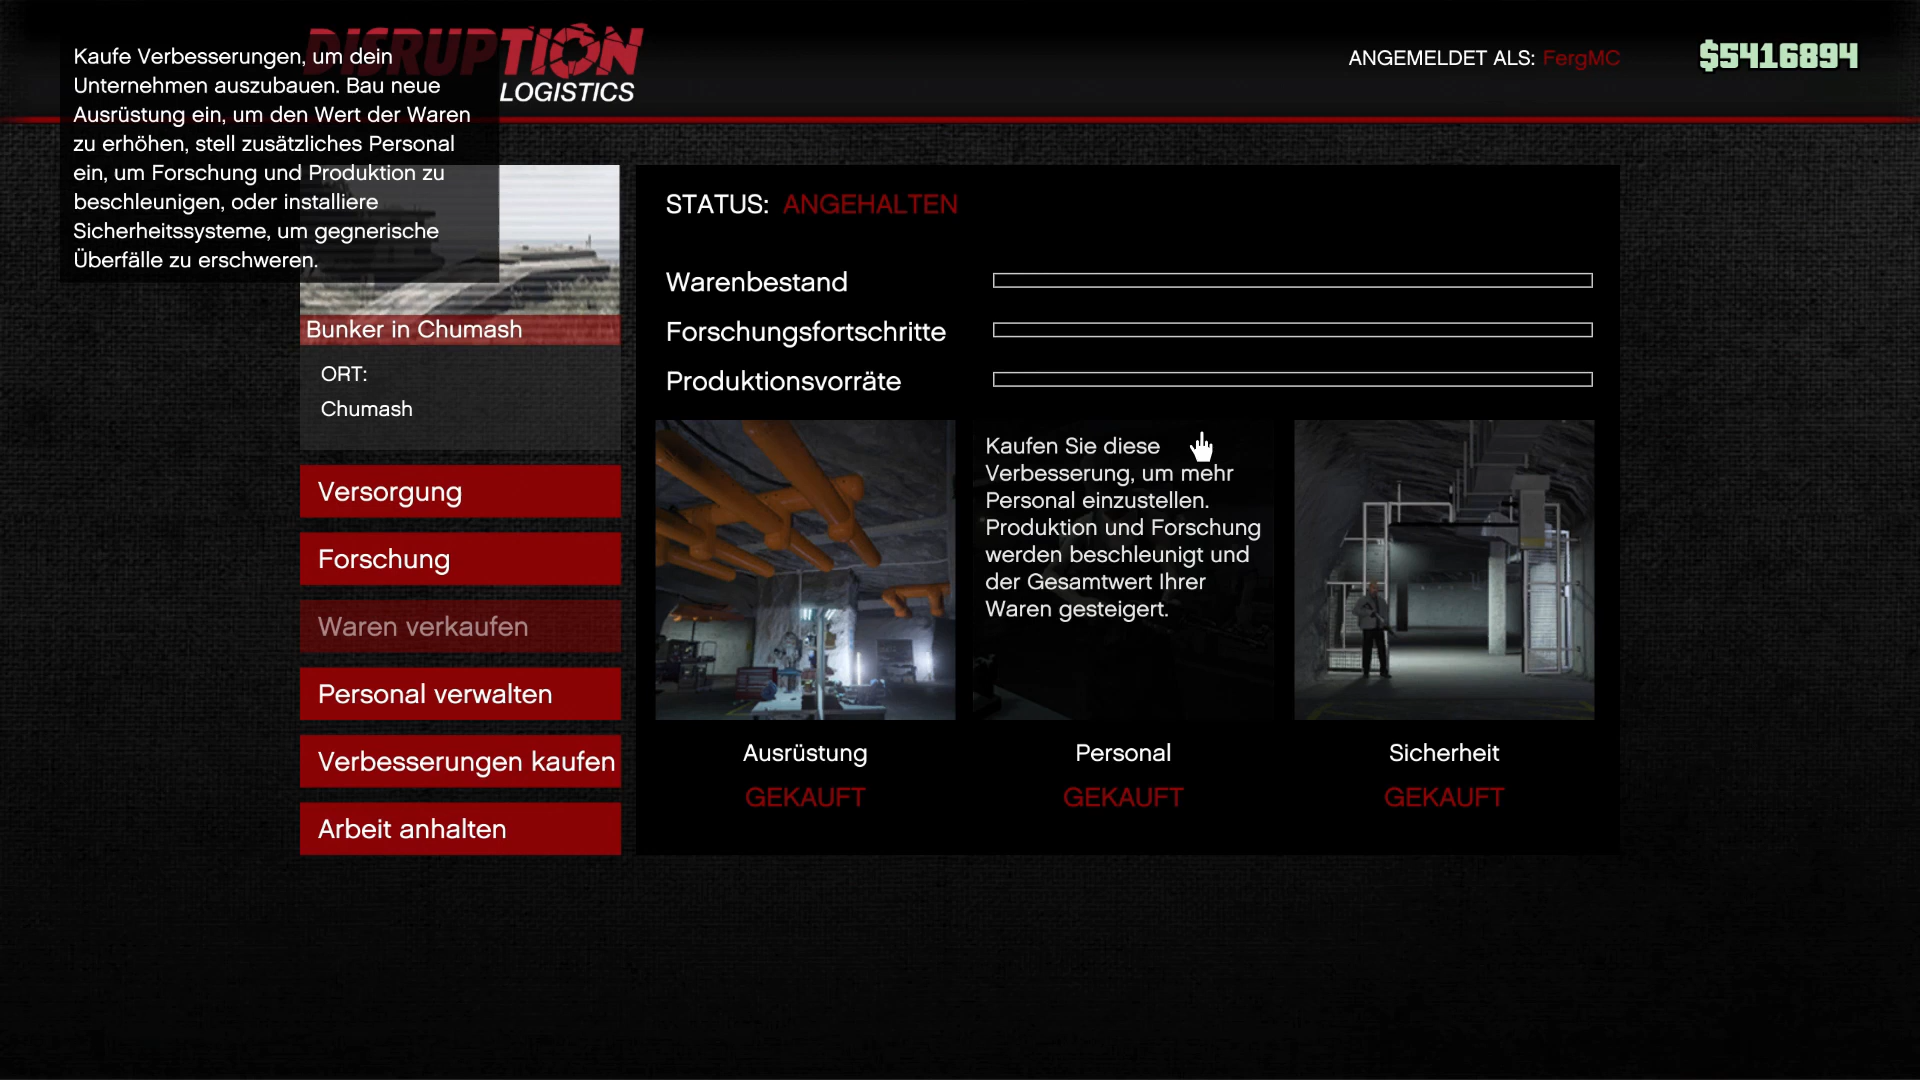 DISRUPTION
LOGISTICS
Kaufe Verbesserungen, um dein
Unternehmen auszubauen. Bau neue
Ausrüstung ein, um den Wert der Waren
zu erhöhen, stell zusätzliches Personal
ein, um Forschung und Produktion zu
beschleunigen, oder installiere
Sicherheitssysteme, um gegnerische
Überfälle zu erschweren.
ANGEMELDET ALS: FergMC
$5416894
Bunker in Chumash
ORT:
Chumash
Versorgung
Forschung
Waren verkaufen
Personal verwalten
Verbesserungen kaufen
Arbeit anhalten
STATUS: ANGEHALTEN
Warenbestand
Forschungsfortschritte
Produktionsvorräte
Kaufen Sie diese
Verbesserung, um mehr
Personal einzustellen.
Produktion und Forschung
werden beschleunigt und
der Gesamtwert Ihrer
Waren gesteigert.
Ausrüstung
GEKAUFT
Personal
GEKAUFT
Sicherheit
GEKAUFT